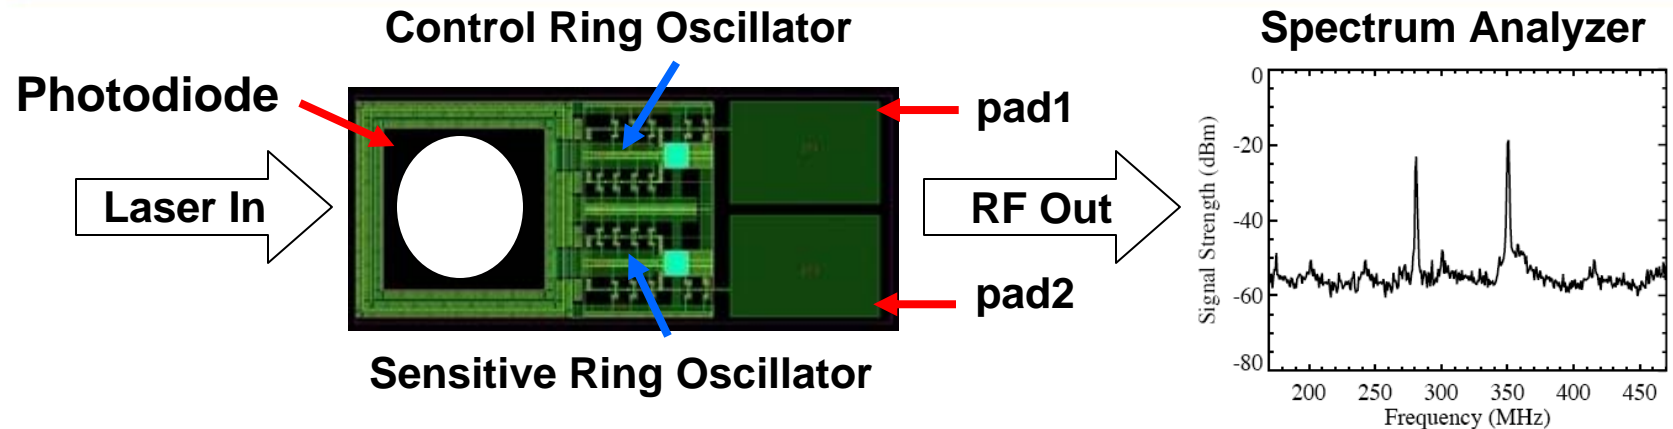 Control Ring Oscillator
Spectrum Analyzer
Photodiode
pad1
Laser In
RF Out
pad2
Sensitive Ring Oscillator
Signal Strength (dBm)
0
-20
-40
-60
-80
200 250 300 350 400 450
Frequency (MHz)